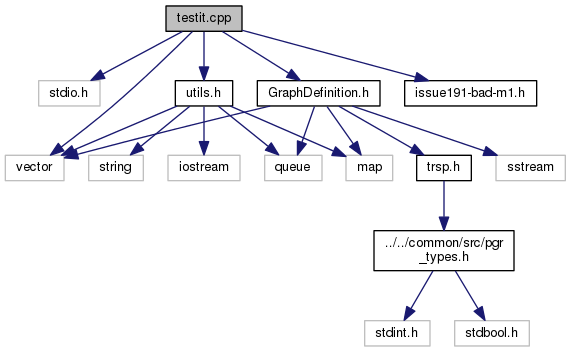 testit.cpp
stdio.h
utils.h
GraphDefinition.h
issue191-bad-m1.h
vector
string
iostream
queue
map
trsp.h
sstream
../../common/src/pgr
_types.h
stdint.h
stdbool.h